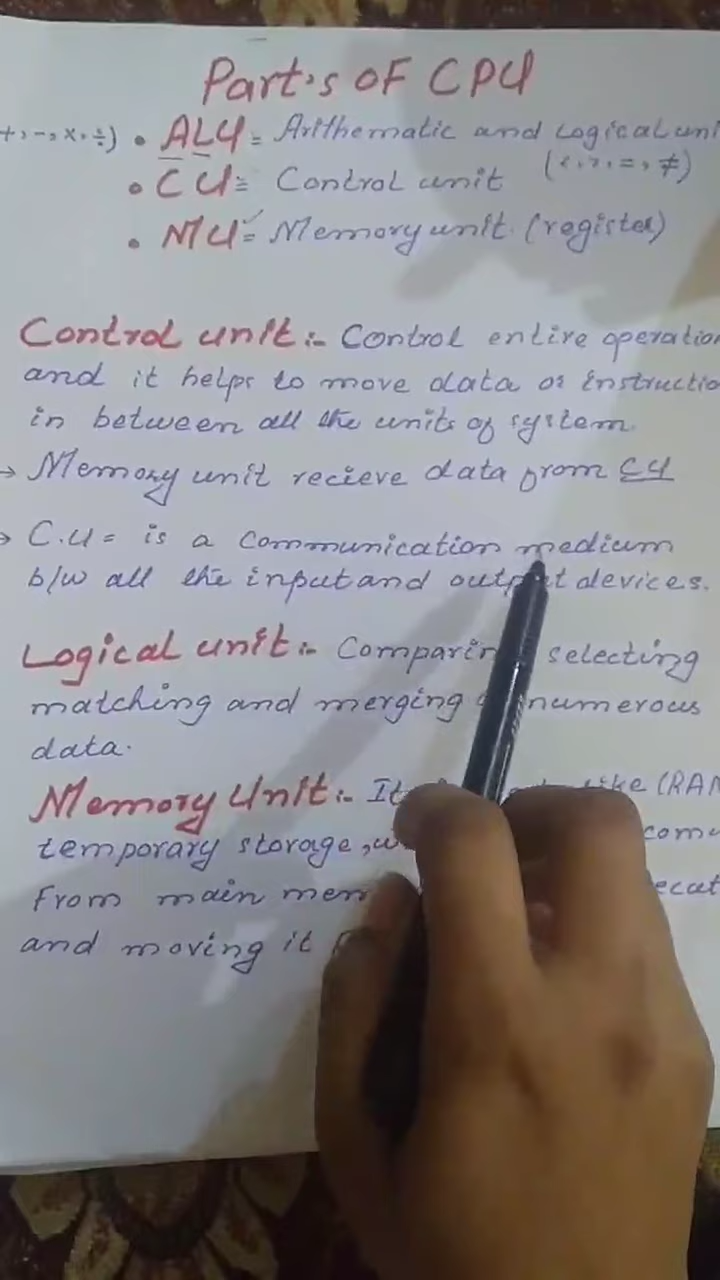 Part's OF CPU
+, -, x, ÷) • ALU = Arithematic and Logical uni
(<, >, =, ≠)
• CU = Control unit
• MU = Memory unit. (register)
Control unit :- Control entire operation
and it helps to move data or instructio
in between all the units of system.
→ Memory unit recieve data from CU
→ C.U = is a communication medium
b/w all the input and output devices.
Logical unit :- Comparin selecting
matching and merging numerous
data.
Memory Unit :- It like (RAM
temporary storage,
From main mem
and moving it